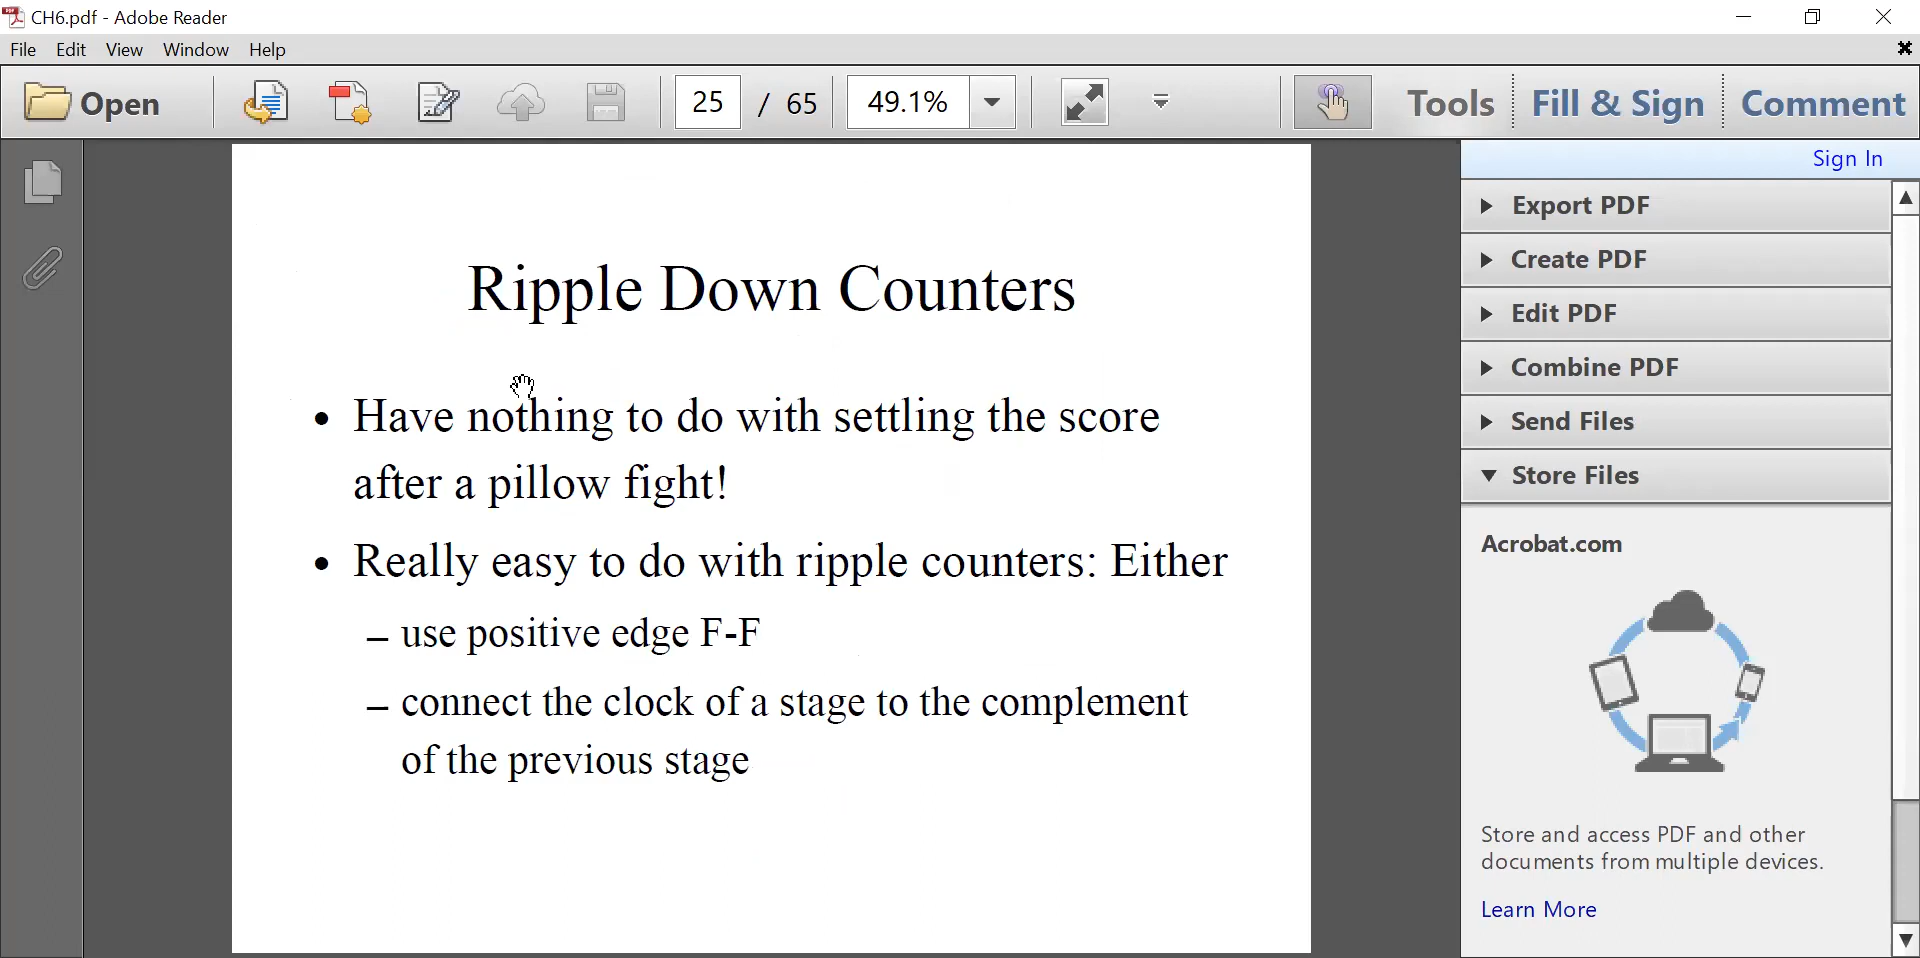 CH6.pdf - Adobe Reader
File Edit View Window Help
Open 25 / 65 49.1% Tools Fill & Sign Comment
Sign In
Export PDF
Create PDF
Edit PDF
Combine PDF
Send Files
Store Files
Acrobat.com
Store and access PDF and other
documents from multiple devices.
Learn More
Ripple Down Counters
• Have nothing to do with settling the score
after a pillow fight!
• Really easy to do with ripple counters: Either
– use positive edge F-F
– connect the clock of a stage to the complement
of the previous stage